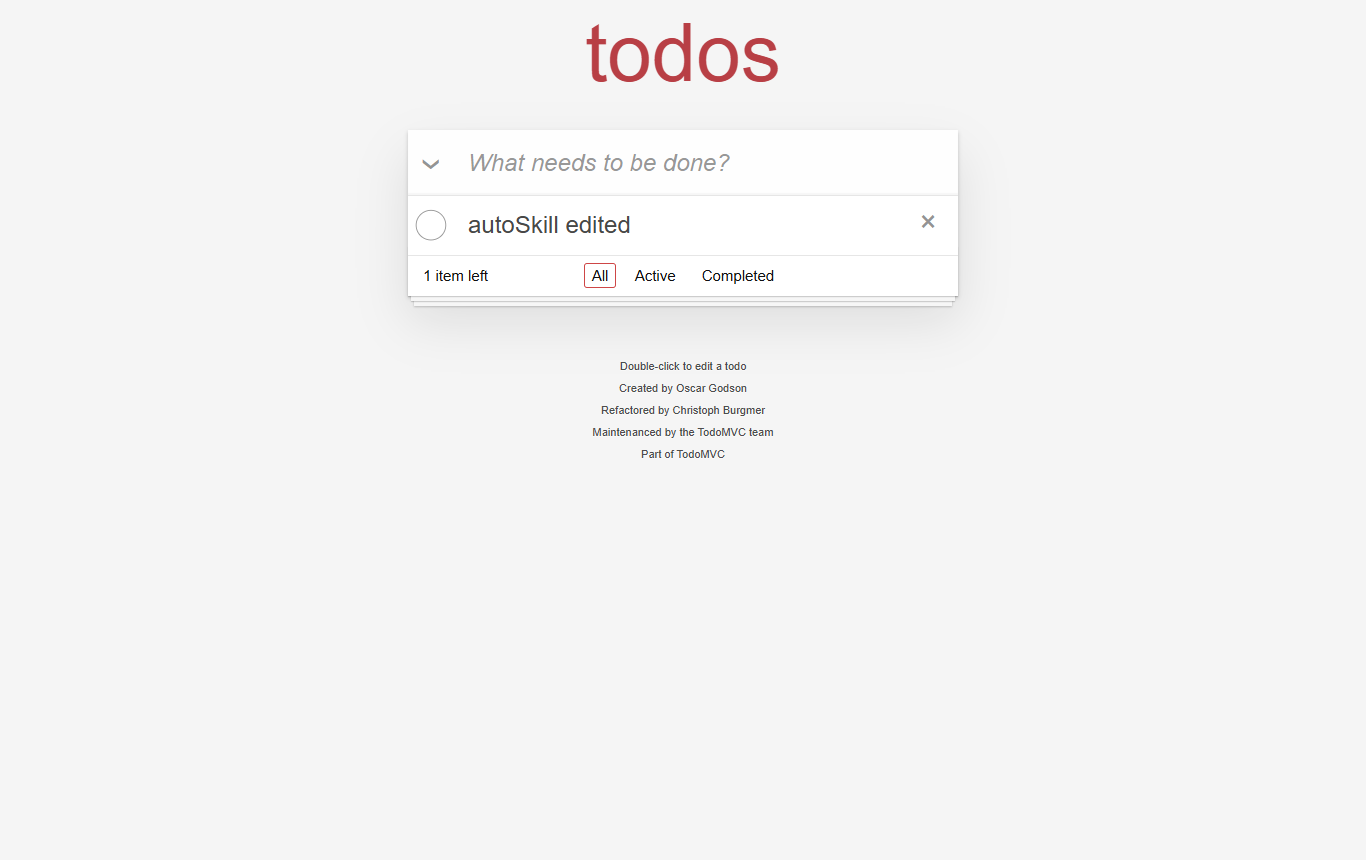 todos
What needs to be done?
autoSkill edited ×
1 item left All Active Completed
Double-click to edit a todo
Created by Oscar Godson
Refactored by Christoph Burgmer
Maintenanced by the TodoMVC team
Part of TodoMVC